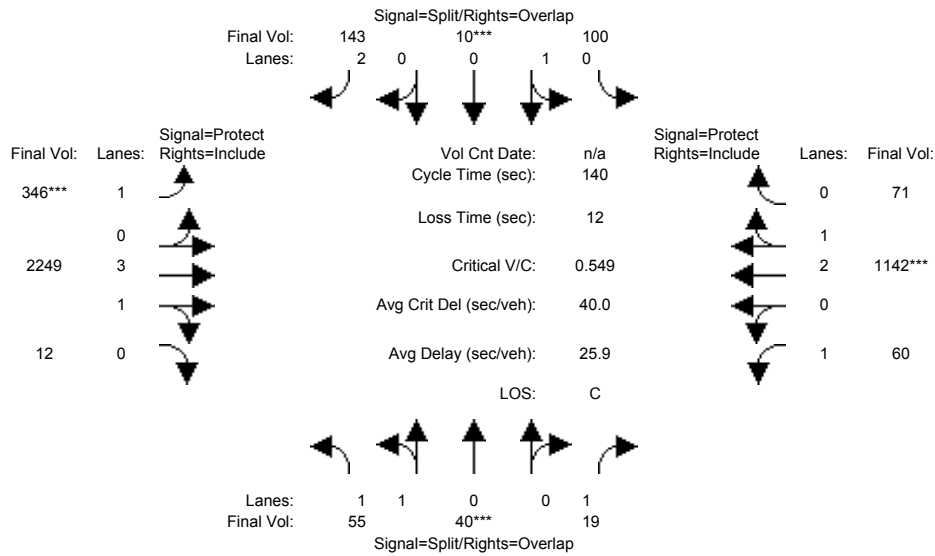 Signal=Split/Rights=Overlap
Final Vol: 143 10*** 100
Lanes: 2 0 0 1 0
Signal=Protect Signal=Protect
Final Vol: Lanes: Rights=Include Vol Cnt Date: n/a Rights=Include Lanes: Final Vol:
Cycle Time (sec): 140
346*** 1 0 71
Loss Time (sec): 12
0 1
2249 3 Critical V/C: 0.549 2 1142***
1 Avg Crit Del (sec/veh): 40.0 0
12 0 Avg Delay (sec/veh): 25.9 1 60
LOS: C
Lanes: 1 1 0 0 1
Final Vol: 55 40*** 19
Signal=Split/Rights=Overlap